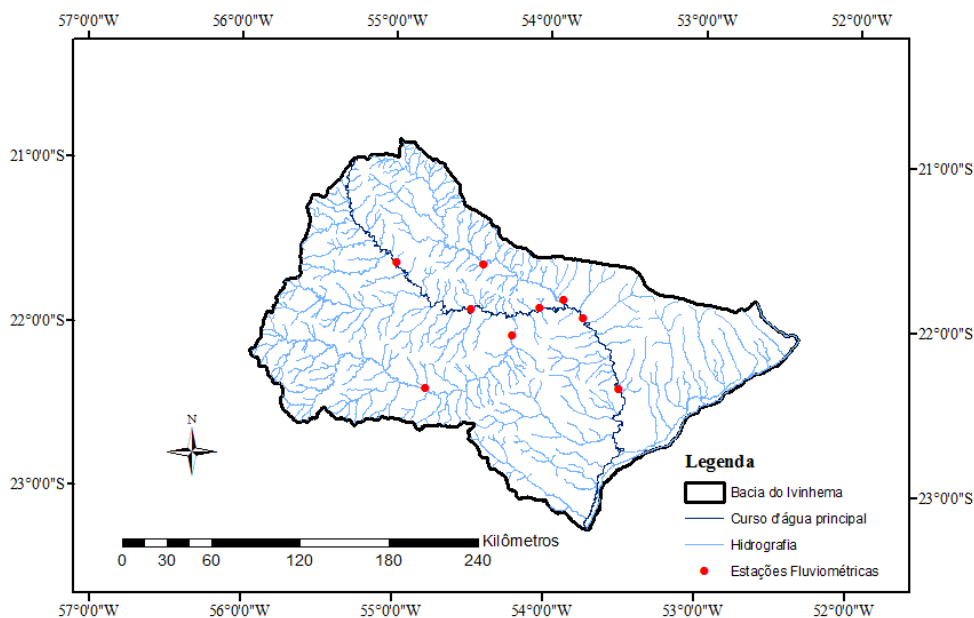 57°0'0"W 56°0'0"W 55°0'0"W 54°0'0"W 53°0'0"W 52°0'0"W
21°0'0"S 21°0'0"S
22°0'0"S 22°0'0"S
23°0'0"S 23°0'0"S
N
Legenda
Bacia do Ivinhema
Curso d'água principal
Hidrografia
Estações Fluviométricas
Kilômetros
0 30 60 120 180 240
57°0'0"W 56°0'0"W 55°0'0"W 54°0'0"W 53°0'0"W 52°0'0"W